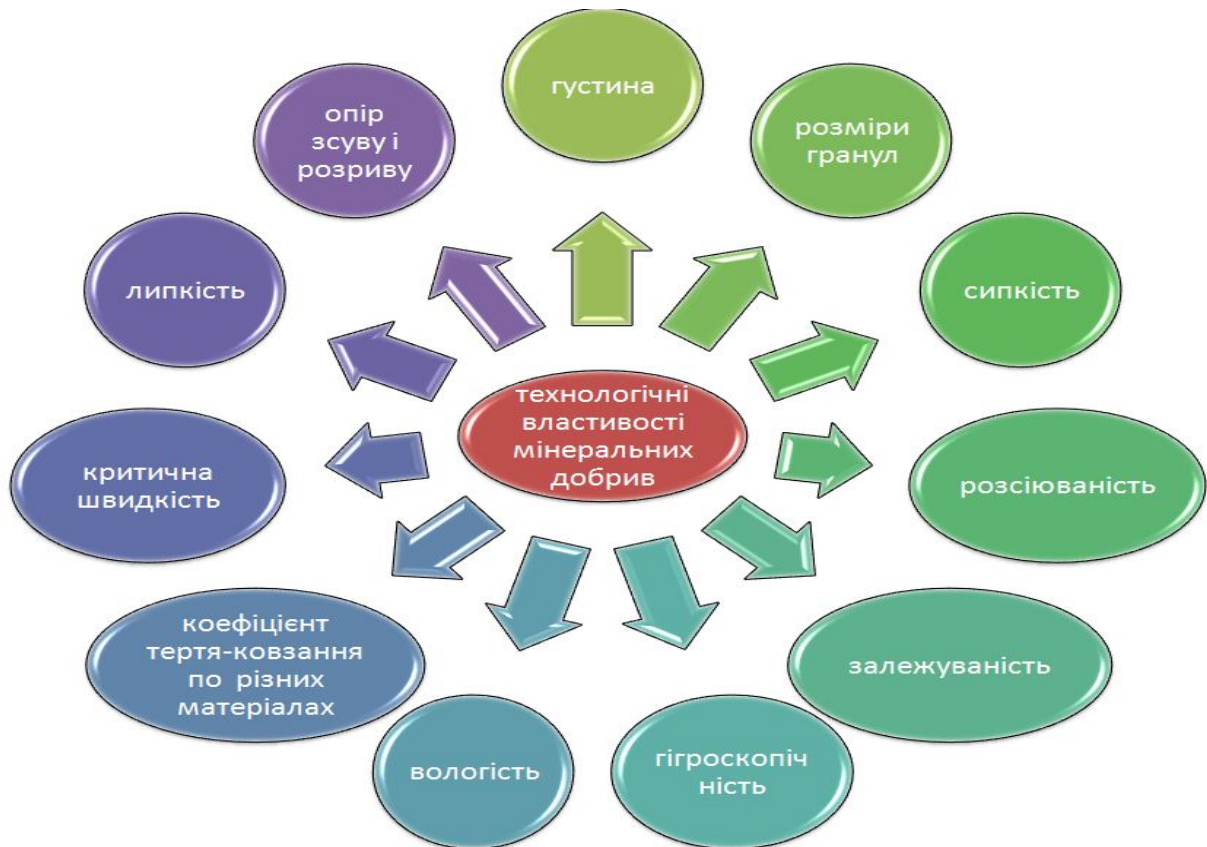 густина
розміри
гранул
сипкість
розсіюваність
залежуваність
гігроскопіч
ність
вологість
коефіцієнт
тертя-ковзання
по різних
матеріалах
критична
швидкість
липкість
опір
зсуву і
розриву
технологічні
властивості
мінеральних
добрив